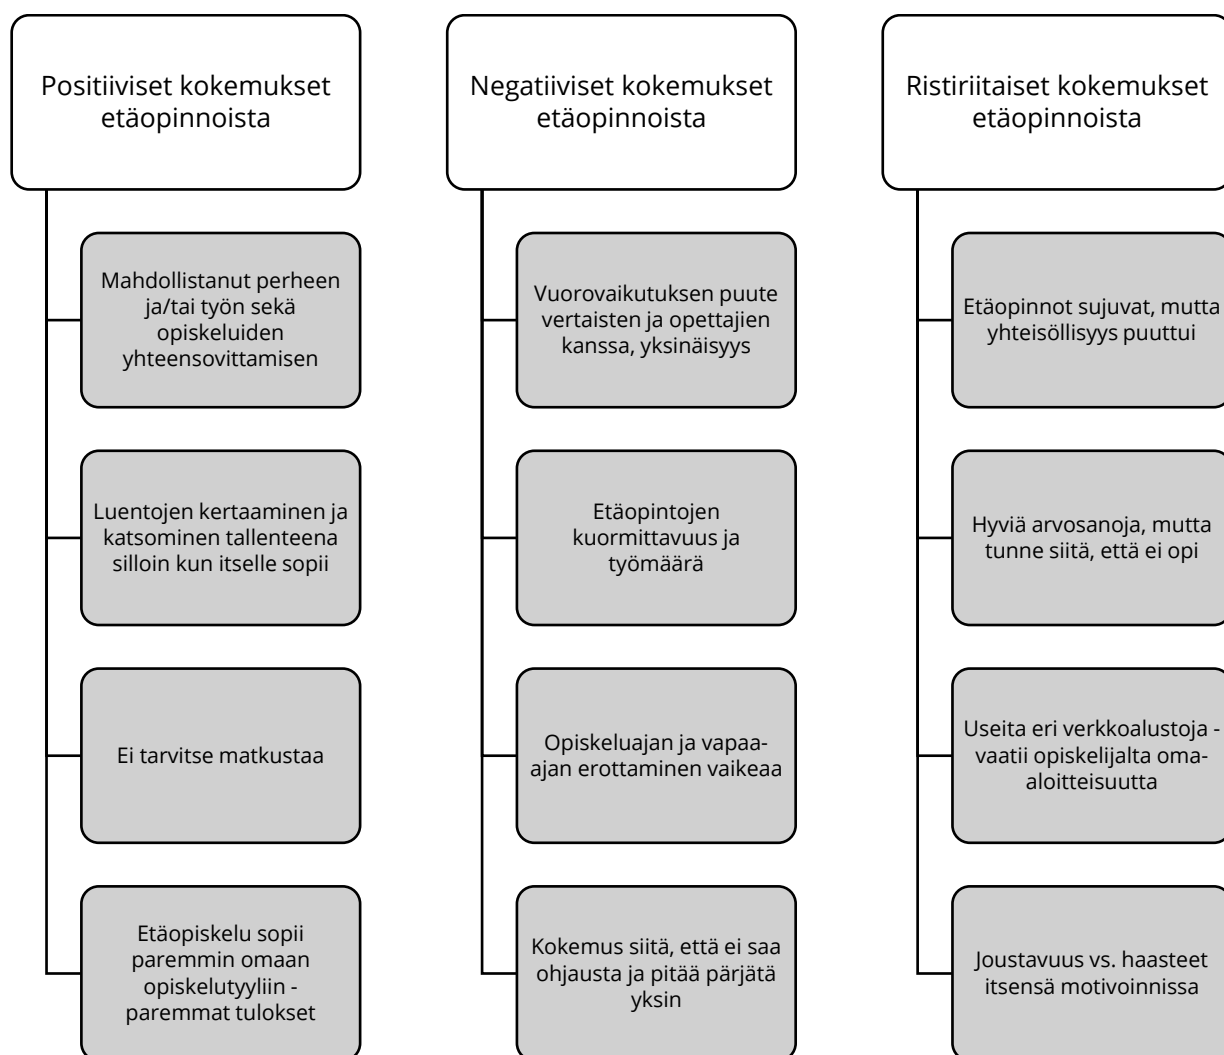 Positiiviset kokemukset
etäopinnoista
Mahdollistanut perheen
ja/tai työn sekä
opiskeluiden
yhteensovittamisen
Luentojen kertaaminen ja
katsominen tallenteena
silloin kun itselle sopii
Ei tarvitse matkustaa
Etäopiskelu sopii
paremmin omaan
opiskelutyyliin -
paremmat tulokset
Negatiiviset kokemukset
etäopinnoista
Vuorovaikutuksen puute
vertaisten ja opettajien
kanssa, yksinäisyys
Etäopintojen
kuormittavuus ja
työmäärä
Opiskeluajan ja vapaa-
ajan erottaminen vaikeaa
Kokemus siitä, että ei saa
ohjausta ja pitää pärjätä
yksin
Ristiriitaiset kokemukset
etäopinnoista
Etäopinnot sujuvat, mutta
yhteisöllisyys puuttui
Hyviä arvosanoja, mutta
tunne siitä, että ei opi
Useita eri verkkoalustoja -
vaatii opiskelijalta oma-
aloitteisuutta
Joustavuus vs. haasteet
itsensä motivoinnissa